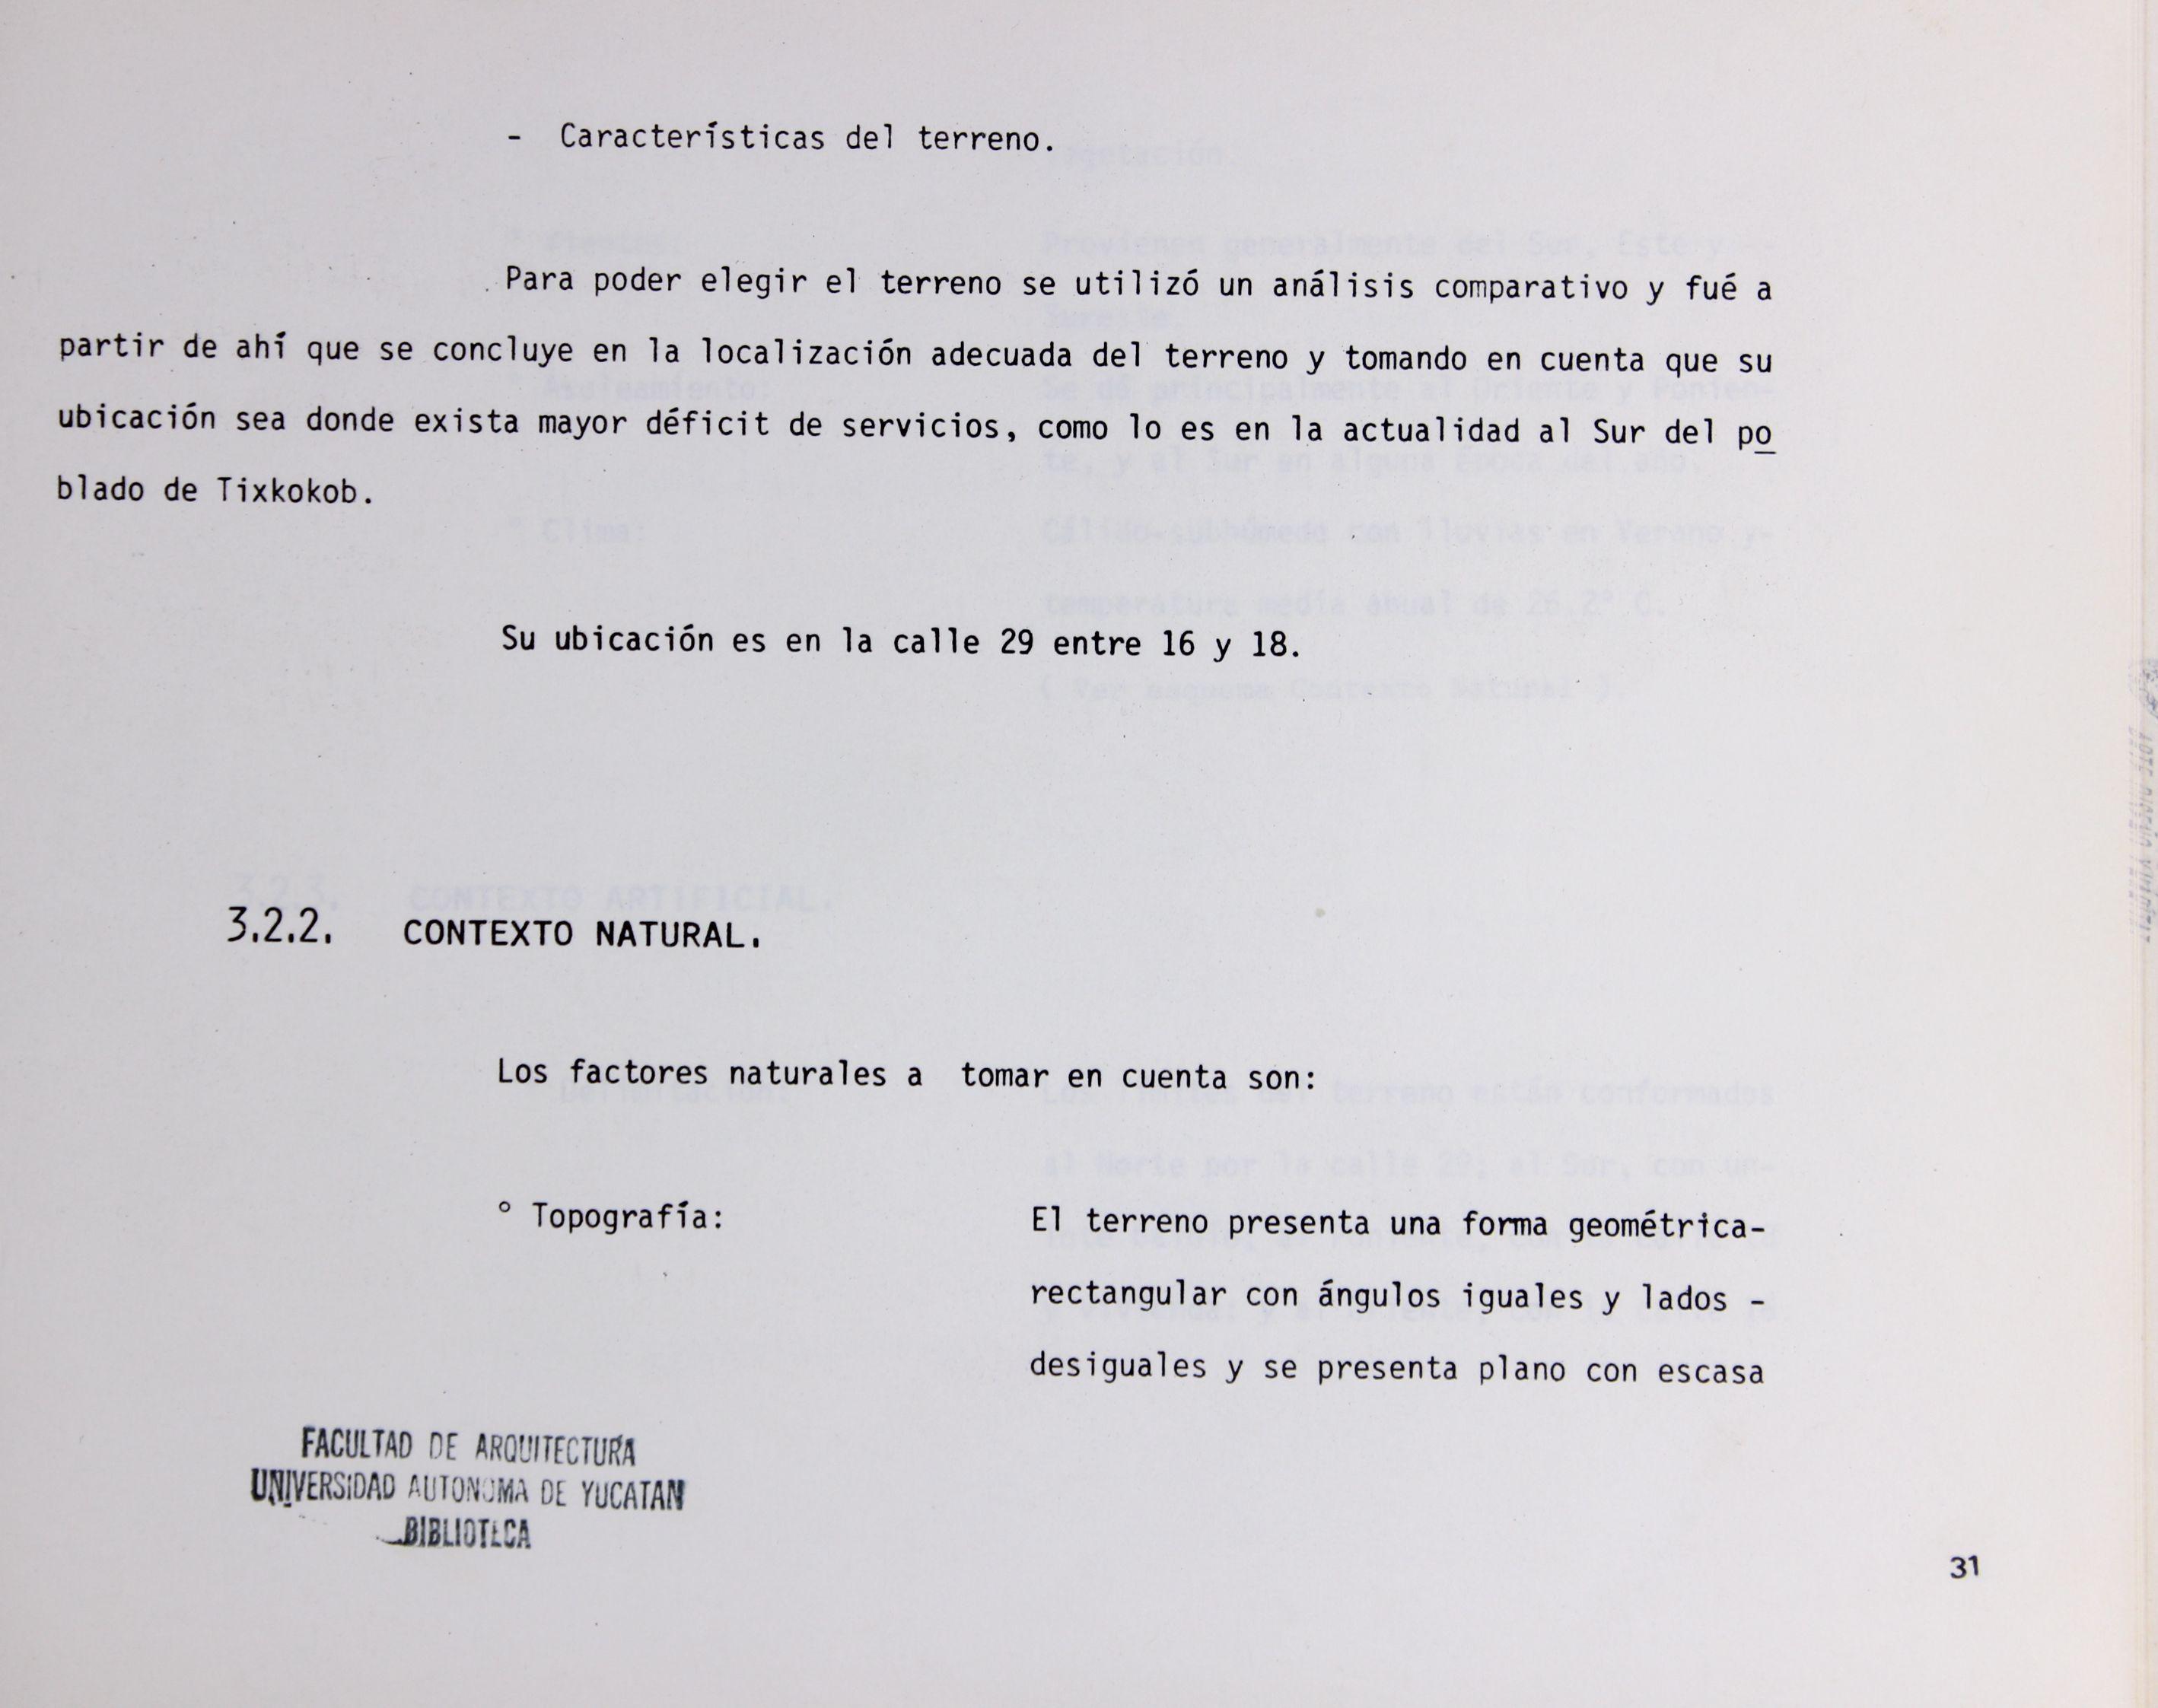 - Características del terreno.
Para poder elegir el terreno se utilizó un análisis comparativo y fué a
partir de ahí que se concluye en la localización adecuada del terreno y tomando en cuenta que su
ubicación sea donde exista mayor déficit de servicios, como lo es en la actualidad al Sur del po
blado de Tixkokob.
Su ubicación es en la calle 29 entre 16 y 18.
3.2.2. CONTEXTO NATURAL.
Los factores naturales a tomar en cuenta son:
° Topografía: El terreno presenta una forma geométrica-
rectangular con ángulos iguales y lados -
desiguales y se presenta plano con escasa
FACULTAD DE ARQUITECTURA
UNIVERSIDAD AUTONOMA DE YUCATAN
BIBLIOTECA
31